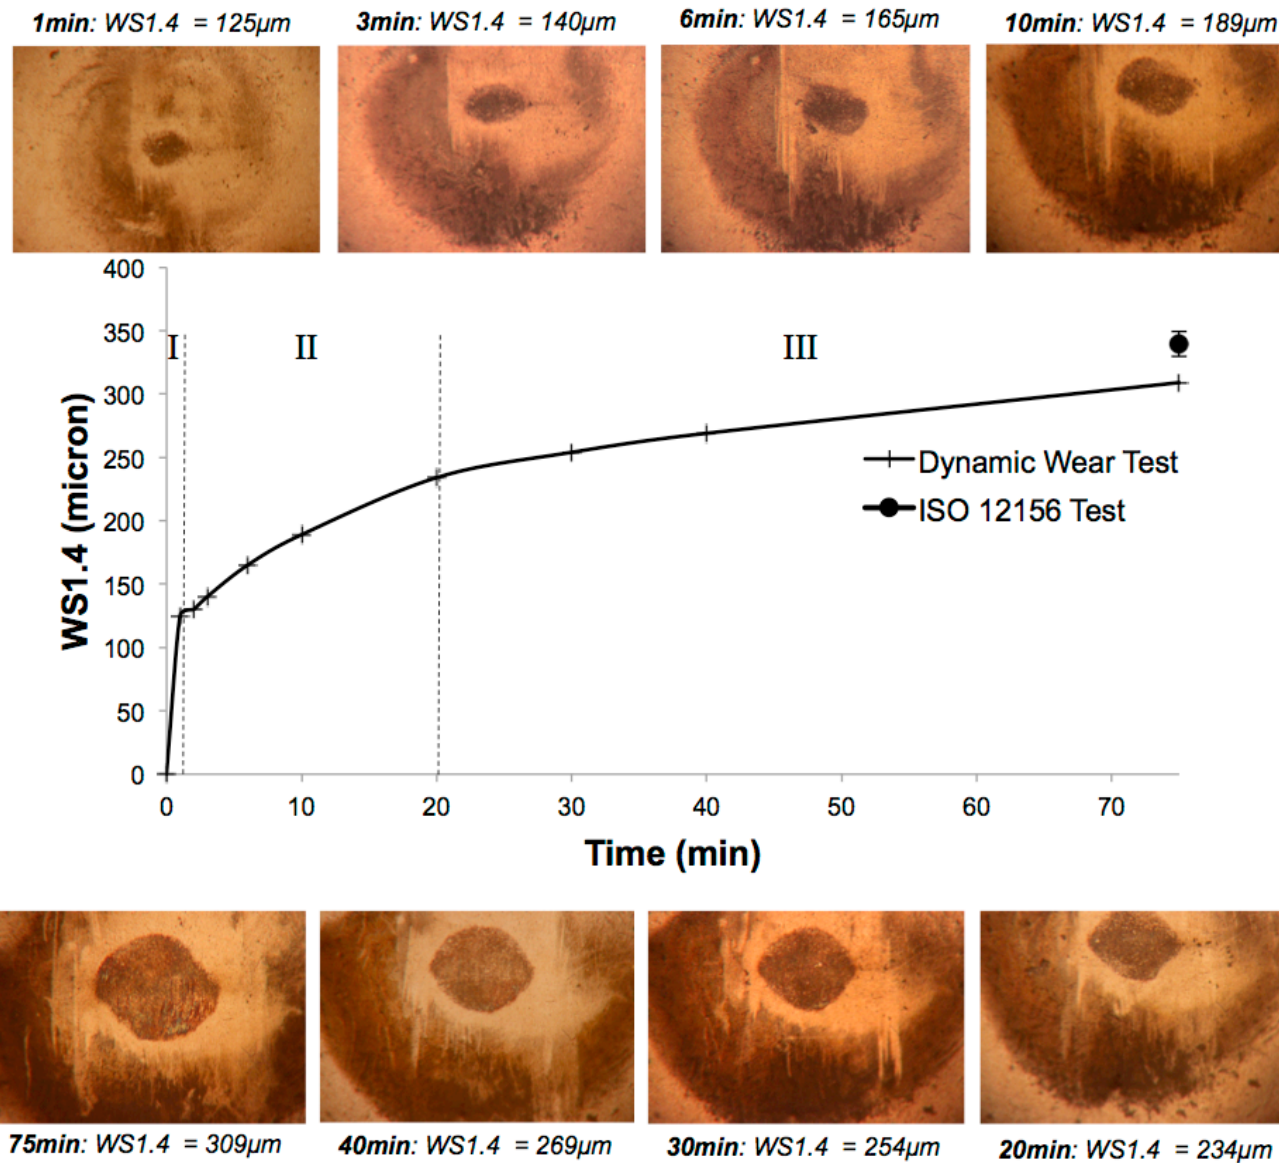 1min: WS1.4 = 125µm
3min: WS1.4 = 140µm
6min: WS1.4 = 165µm
10min: WS1.4 = 189µm
400
350
300
250
200
150
100
50
0
WS1.4 (micron)
I
II
III
Dynamic Wear Test
ISO 12156 Test
0 10 20 30 40 50 60 70
Time (min)
75min: WS1.4 = 309µm
40min: WS1.4 = 269µm
30min: WS1.4 = 254µm
20min: WS1.4 = 234µm